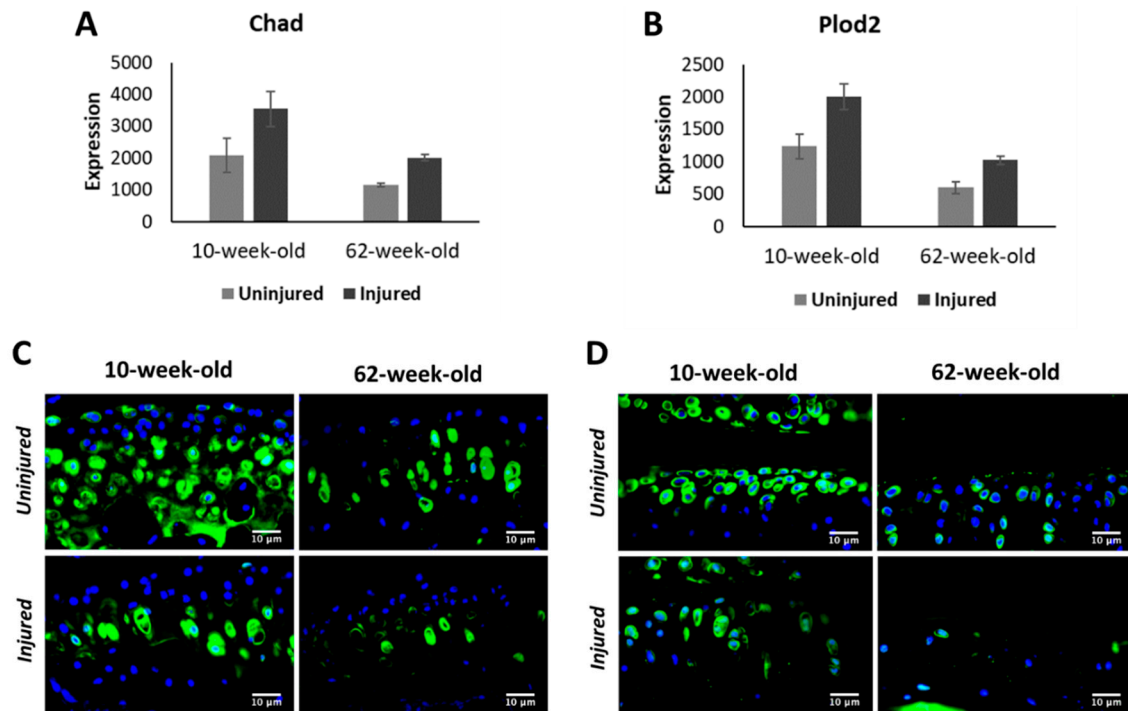 A
Chad
Expression
5000
4000
3000
2000
1000
0
10-week-old 62-week-old
Uninjured Injured
B
Plod2
Expression
2500
2000
1500
1000
500
0
10-week-old 62-week-old
Uninjured Injured
C
10-week-old 62-week-old
Uninjured
10 µm 10 µm
Injured
10 µm 10 µm
D
10-week-old 62-week-old
Uninjured
10 µm 10 µm
Injured
10 µm 10 µm